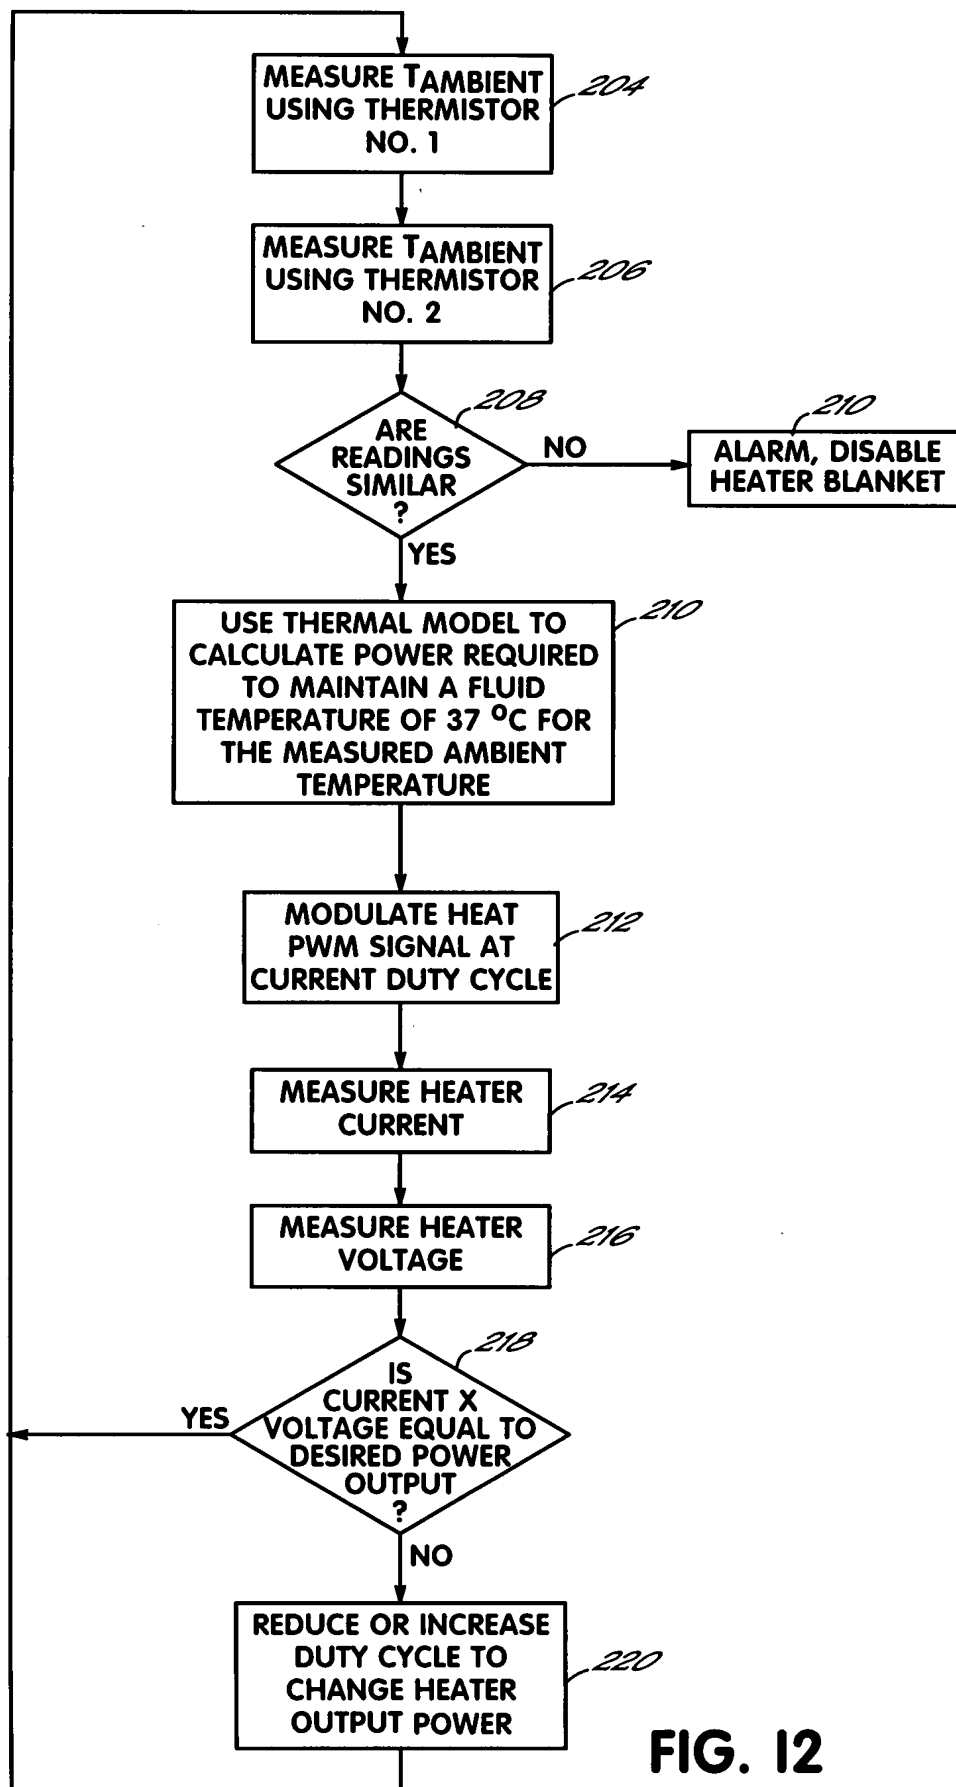 MEASURE TAMBIENT
USING THERMISTOR
NO. 1
204
MEASURE TAMBIENT
USING THERMISTOR
NO. 2
206
ARE
READINGS
SIMILAR
?
208
NO
ALARM, DISABLE
HEATER BLANKET
210
YES
USE THERMAL MODEL TO
CALCULATE POWER REQUIRED
TO MAINTAIN A FLUID
TEMPERATURE OF 37 °C FOR
THE MEASURED AMBIENT
TEMPERATURE
210
MODULATE HEAT
PWM SIGNAL AT
CURRENT DUTY CYCLE
212
MEASURE HEATER
CURRENT
214
MEASURE HEATER
VOLTAGE
216
IS
CURRENT X
VOLTAGE EQUAL TO
DESIRED POWER
OUTPUT
?
218
YES
NO
REDUCE OR INCREASE
DUTY CYCLE TO
CHANGE HEATER
OUTPUT POWER
220
FIG. 12